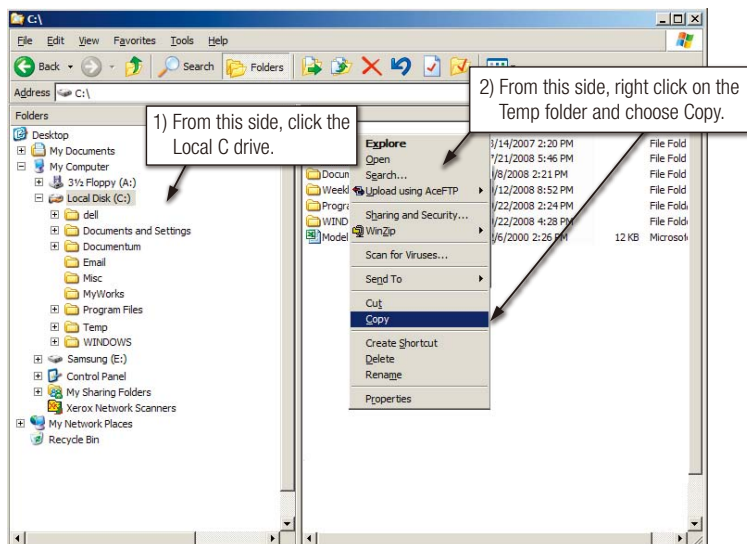 C:\
File Edit View Favorites Tools Help
Back Search Folders
Address C:\
2) From this side, right click on the
Temp folder and choose Copy.
Folders
1) From this side, click the
Local C drive.
Desktop
My Documents
My Computer
3½ Floppy (A:)
Local Disk (C:)
dell
Documents and Settings
Documentum
Email
Misc
MyWorks
Program Files
Temp
WINDOWS
Samsung (E:)
Control Panel
My Sharing Folders
Xerox Network Scanners
My Network Places
Recycle Bin
Explore
Open
Search...
Upload using AceFTP
Sharing and Security...
WinZip
Scan for Viruses...
Send To
Cut
Copy
Create Shortcut
Delete
Rename
Properties
/14/2007 2:20 PM File Fold
/21/2008 5:46 PM File Fold
Docum /8/2008 2:21 PM File Fold
Weekl /12/2008 8:52 PM File Fold
Progra /22/2008 2:24 PM File Fold
WIND /22/2008 4:28 PM File Fold
Model /6/2000 2:26 PM 12 KB Microsoft